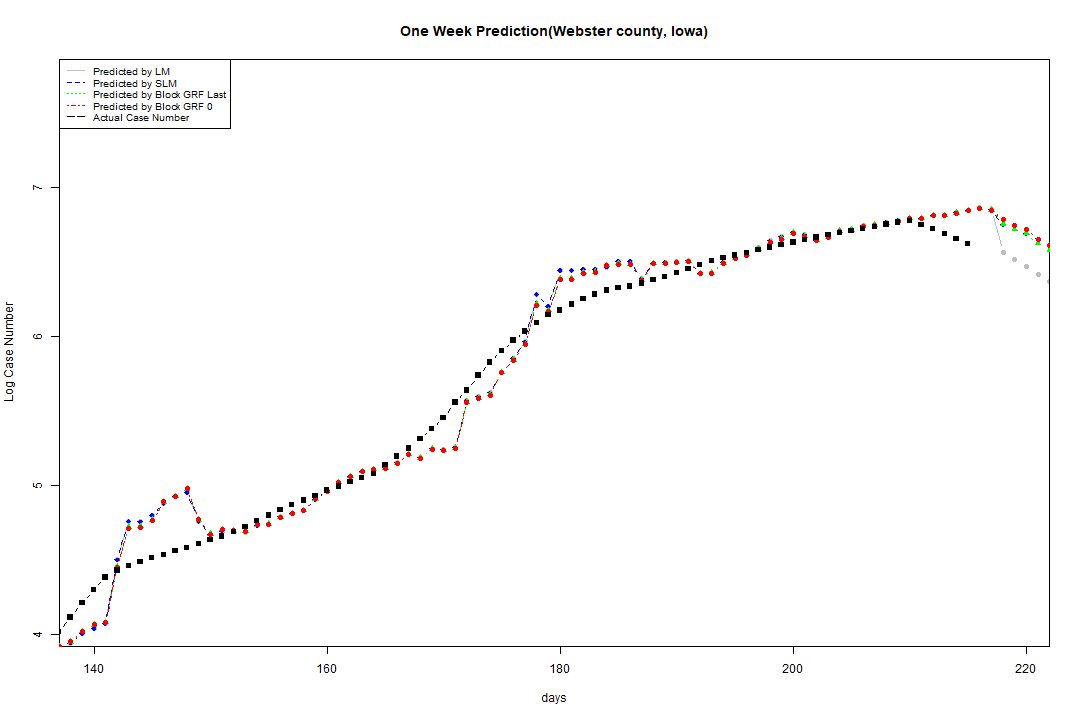 One Week Prediction(Webster county, Iowa)
Predicted by LM
Predicted by SLM
Predicted by Block GRF Last
Predicted by Block GRF 0
Actual Case Number
7
6
5
4
Log Case Number
140 160 180 200 220
days